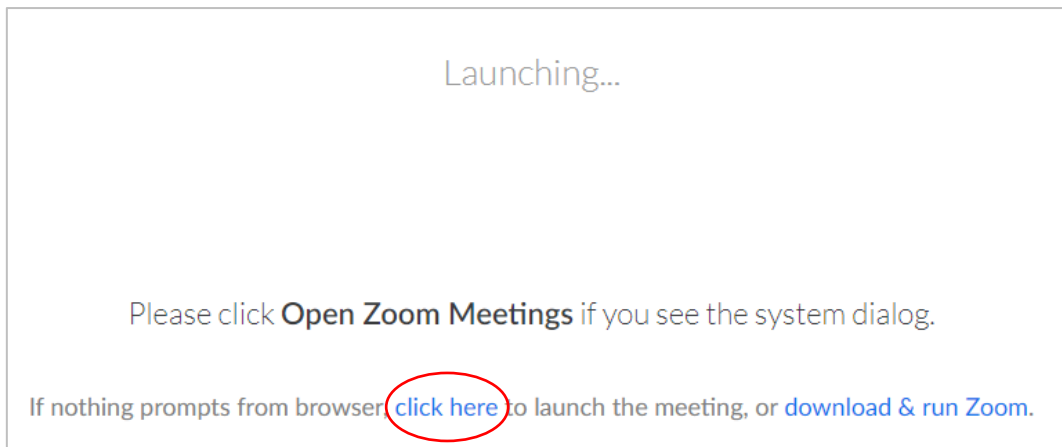 Launching...
Please click Open Zoom Meetings if you see the system dialog.
If nothing prompts from browser, click here to launch the meeting, or download & run Zoom.